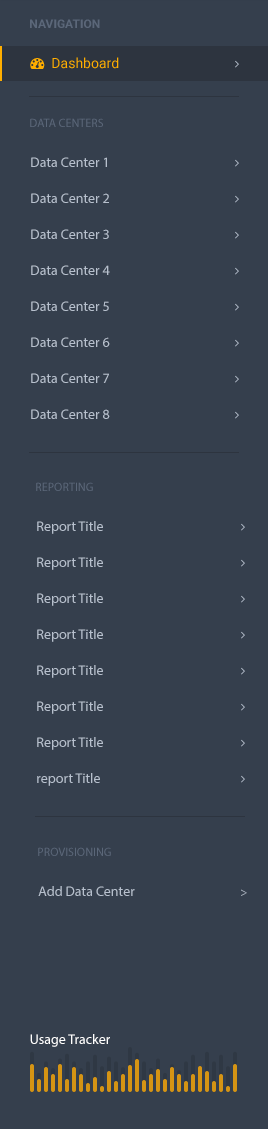 NAVIGATION
Dashboard
DATA CENTERS
Data Center 1
Data Center 2
Data Center 3
Data Center 4
Data Center 5
Data Center 6
Data Center 7
Data Center 8
REPORTING
Report Title
Report Title
Report Title
Report Title
Report Title
Report Title
Report Title
report Title
PROVISIONING
Add Data Center >
Usage Tracker